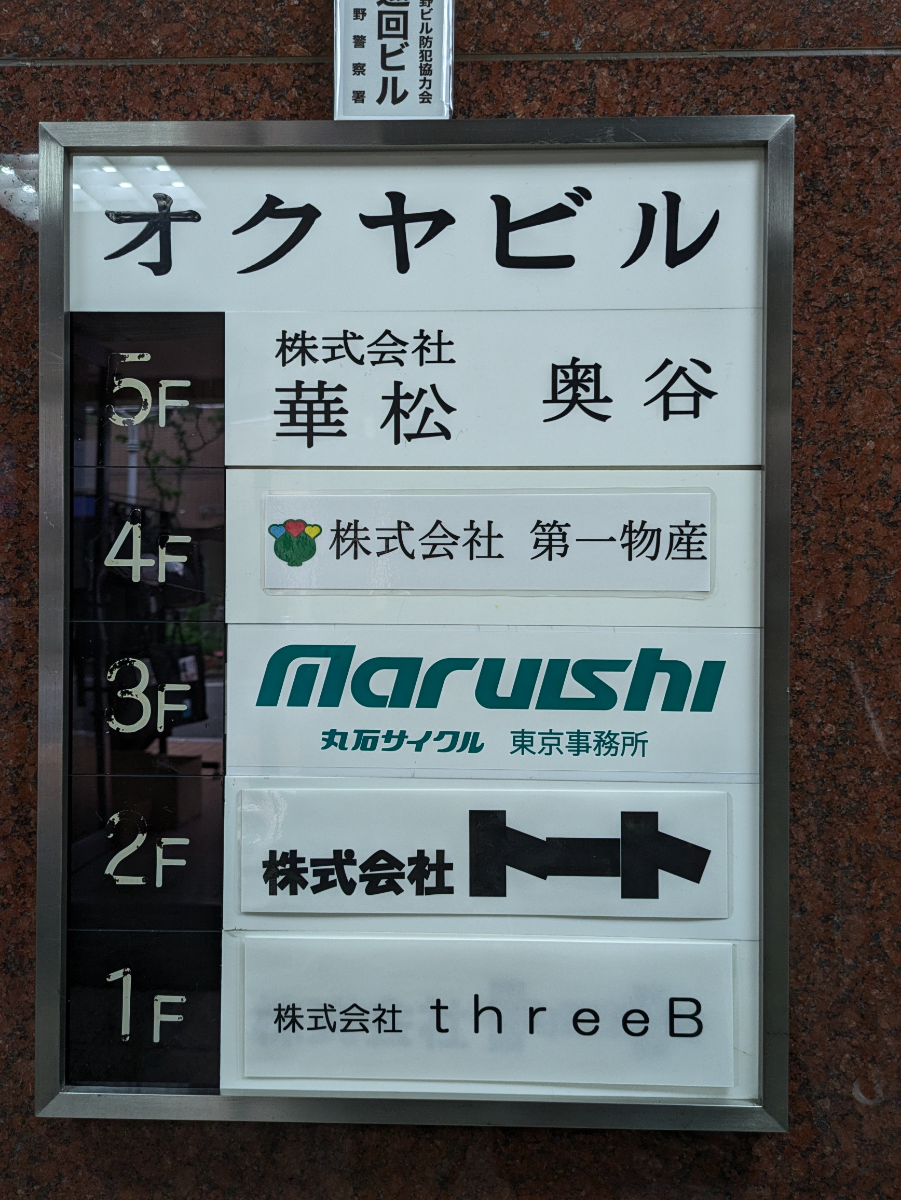 野ビル防犯協力会
巡回ビル
野警察署
オクヤビル
5F
株式会社
華松
奥谷
4F
株式会社 第一物産
3F
maruishi
丸石サイクル 東京事務所
2F
株式会社トート
1F
株式会社 threeB